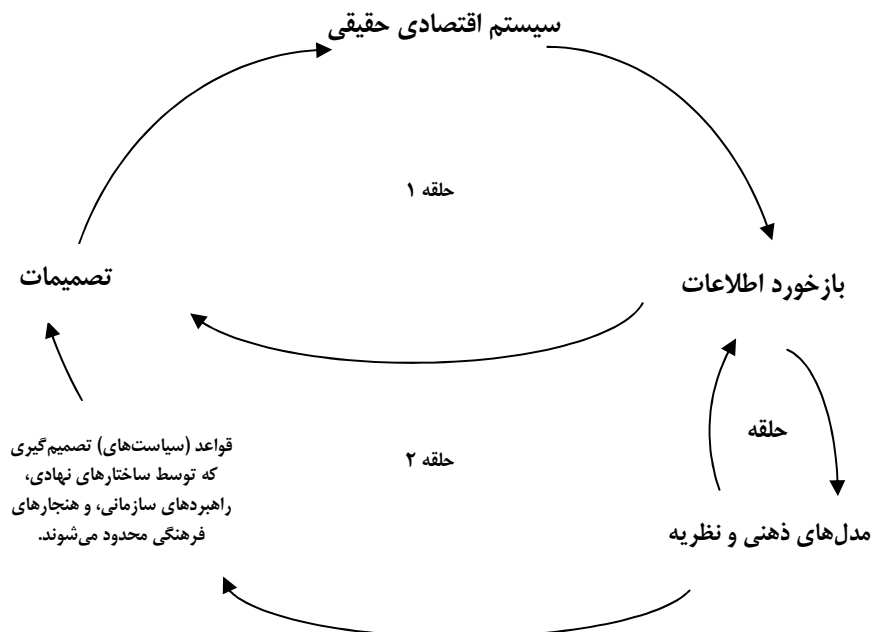 سیستم اقتصادی حقیقی
حلقه ۱
تصمیمات
بازخورد اطلاعات
قواعد (سیاست‌های) تصمیم‌گیری
که توسط ساختارهای نهادی،
راهبردهای سازمانی، و هنجارهای
فرهنگی محدود می‌شوند.
حلقه ۲
حلقه
مدل‌های ذهنی و نظریه